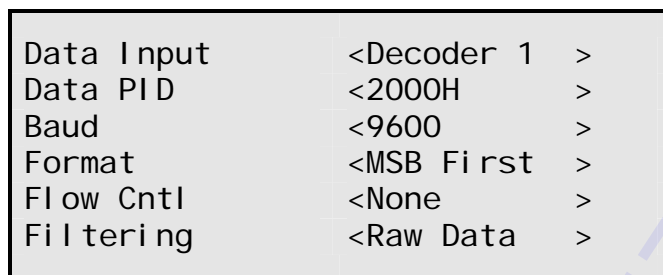 Data Input <Decoder 1 >
Data PID <2000H >
Baud <9600 >
Format <MSB First >
Flow Cntl <None >
Filtering <Raw Data >